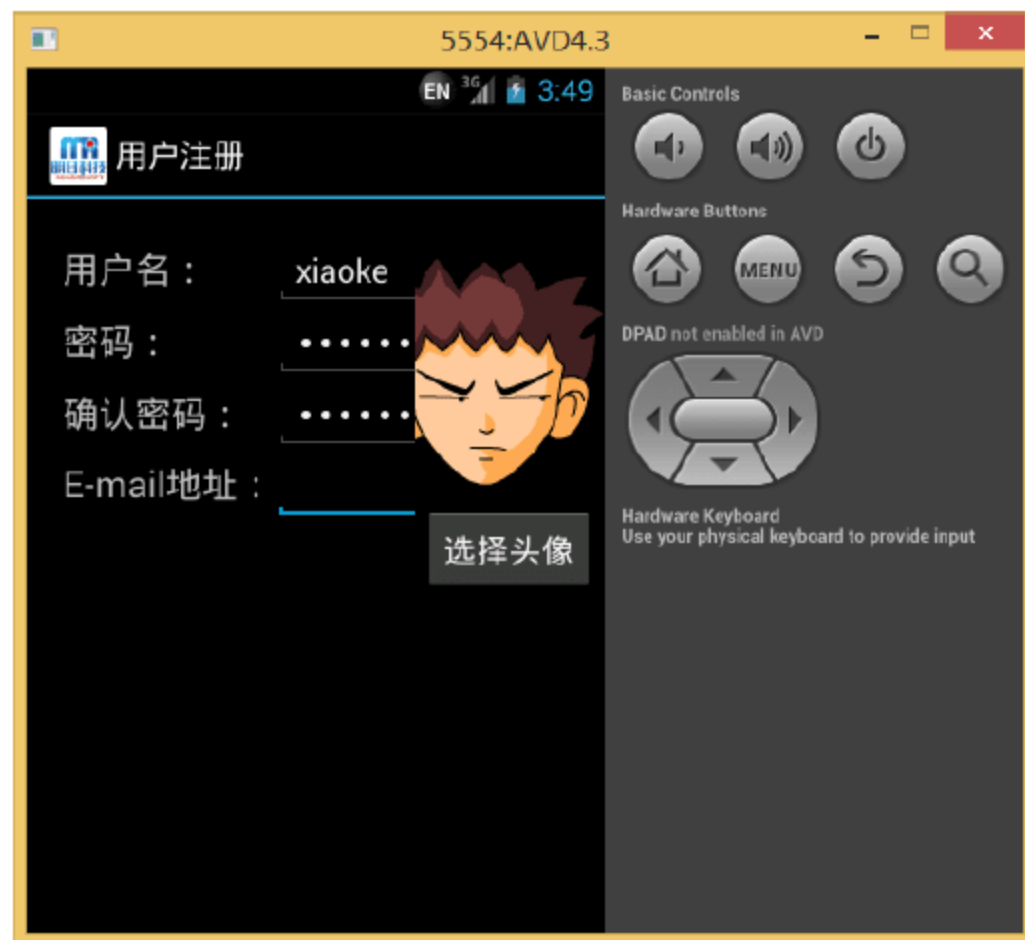 5554:AVD4.3
EN 3G 3:49
用户注册
用户名：
xiaoke
密码：
••••••
确认密码：
••••••
E-mail地址：
选择头像
Basic Controls
Hardware Buttons
MENU
DPAD not enabled in AVD
Hardware Keyboard
Use your physical keyboard to provide input